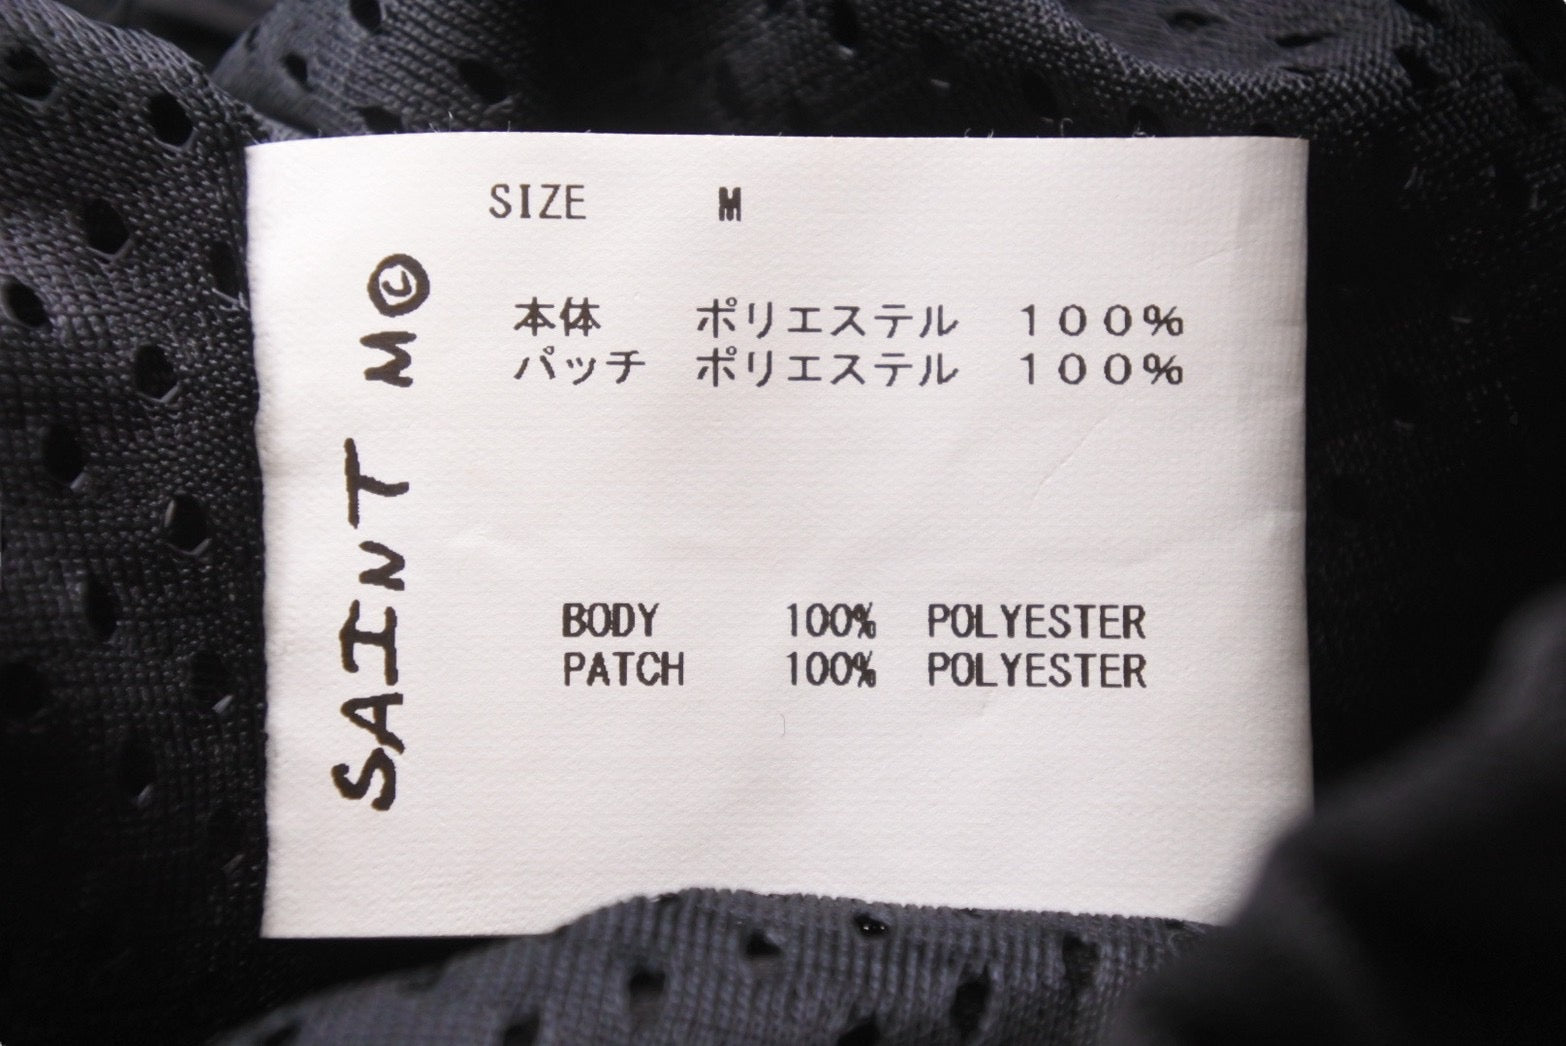 SAINT M©
SIZE M
本体 ポリエステル 100%
パッチ ポリエステル 100%
BODY 100% POLYESTER
PATCH 100% POLYESTER